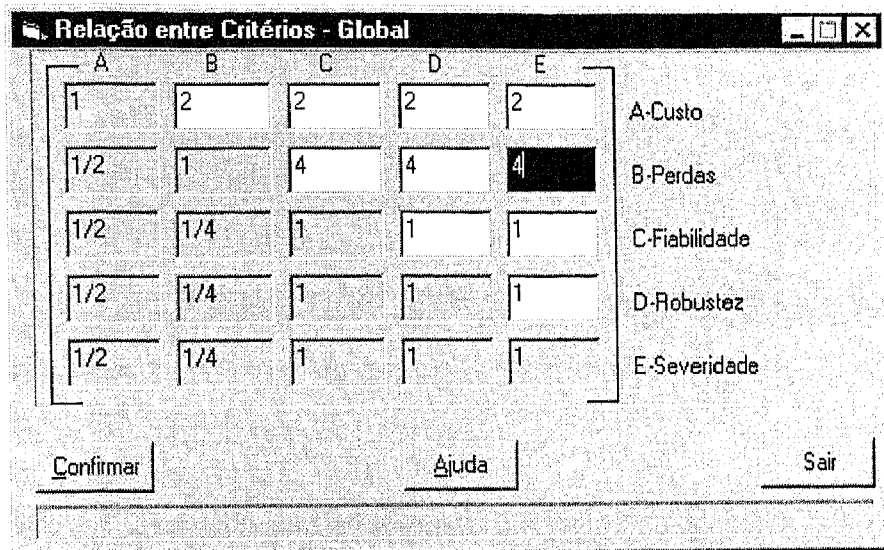 Relação entre Critérios - Global
A B C D E
1 2 2 2 2 A-Custo
1/2 1 4 4 4 B-Perdas
1/2 1/4 1 1 1 C-Fiabilidade
1/2 1/4 1 1 1 D-Robustez
1/2 1/4 1 1 1 E-Severidade
Confirmar Ajuda Sair